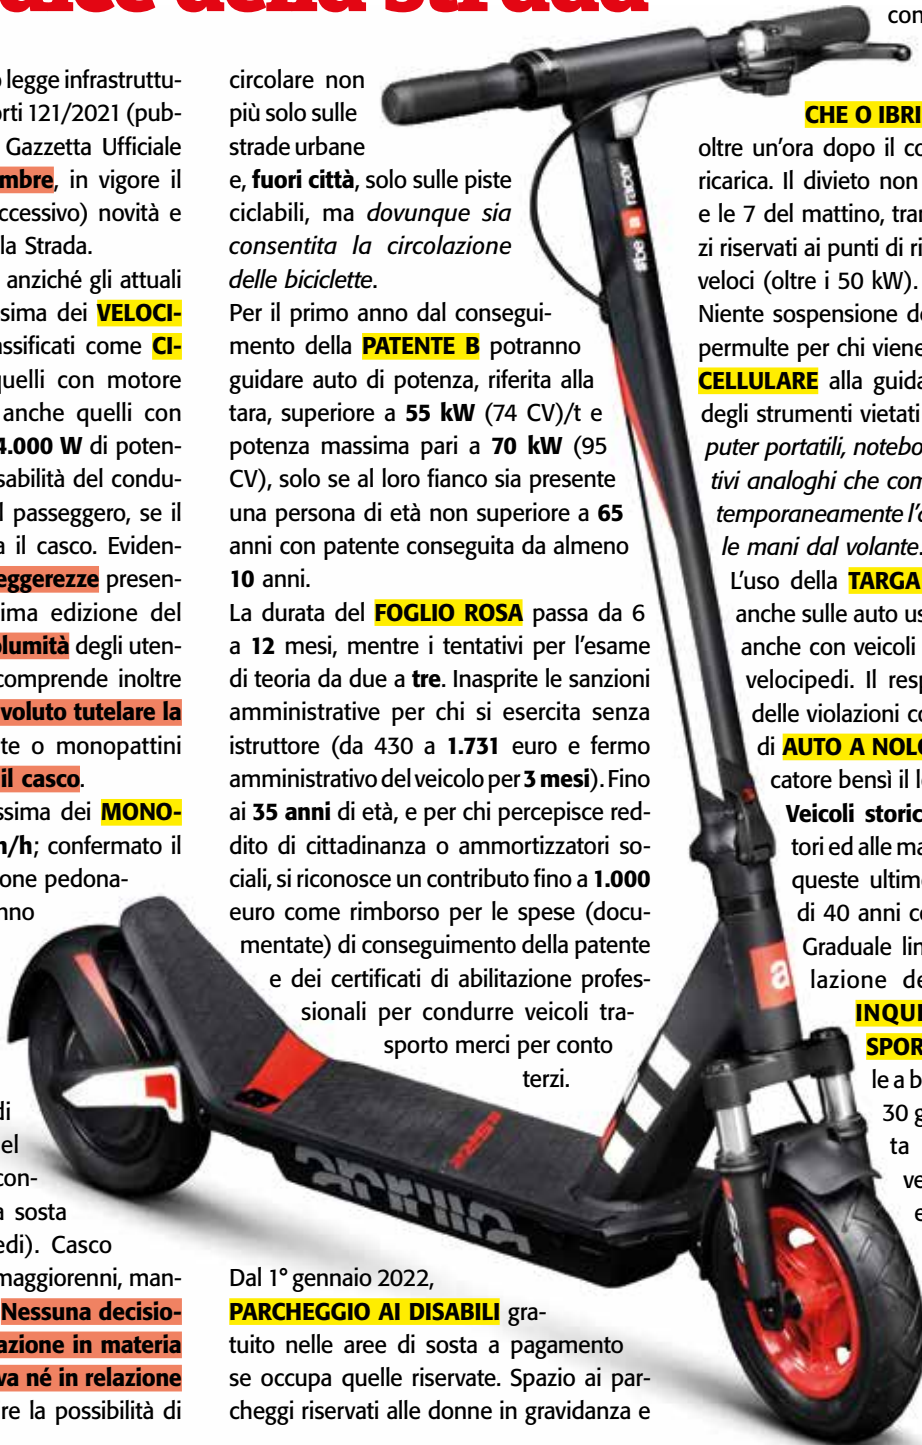 o legge infrastruttu-
orti 121/2021 (pub-
Gazzetta Ufficiale
mbre, in vigore il
uccessivo) novità e
la Strada.
anziché gli attuali
sima dei VELOCI-
assificati come CI-
quelli con motore
anche quelli con
4.000 W di poten-
sabilità del condu-
l passeggero, se il
a il casco. Eviden-
eggerezze presen-
ima edizione del
olumità degli uten-
comprende inoltre
voluto tutelare la
te o monopattini
il casco.
ssima dei MONO-
m/h; confermato il
one pedona-
nno
di
el
con-
a sosta
edi). Casco
maggiorenni, man-
Nessuna decisio-
azione in materia
va né in relazione
re la possibilità di
circolare non
più solo sulle
strade urbane
e, fuori città, solo sulle piste
ciclabili, ma dovunque sia
consentita la circolazione
delle biciclette.
Per il primo anno dal consegui-
mento della PATENTE B potranno
guidare auto di potenza, riferita alla
tara, superiore a 55 kW (74 CV)/t e
potenza massima pari a 70 kW (95
CV), solo se al loro fianco sia presente
una persona di età non superiore a 65
anni con patente conseguita da almeno
10 anni.
La durata del FOGLIO ROSA passa da 6
a 12 mesi, mentre i tentativi per l'esame
di teoria da due a tre. Inasprite le sanzioni
amministrative per chi si esercita senza
istruttore (da 430 a 1.731 euro e fermo
amministrativo del veicolo per 3 mesi). Fino
ai 35 anni di età, e per chi percepisce red-
dito di cittadinanza o ammortizzatori so-
ciali, si riconosce un contributo fino a 1.000
euro come rimborso per le spese (docu-
mentate) di conseguimento della patente
e dei certificati di abilitazione profes-
sionali per condurre veicoli tra-
sporto merci per conto
terzi.
Dal 1° gennaio 2022,
PARCHEGGIO AI DISABILI gra-
tuito nelle aree di sosta a pagamento
se occupa quelle riservate. Spazio ai par-
cheggi riservati alle donne in gravidanza e
con
CHE O IBRI
oltre un'ora dopo il co
ricarica. Il divieto non
e le 7 del mattino, tran
zi riservati ai punti di ri
veloci (oltre i 50 kW).
Niente sospensione de
permulte per chi viene
CELLULARE alla guida
degli strumenti vietati
puter portatili, notebo
tivi analoghi che com
temporaneamente l'a
le mani dal volante.
L'uso della TARGA
anche sulle auto us
anche con veicoli
velocipedi. Il resp
delle violazioni co
di AUTO A NOLO
catore bensì il lo
Veicoli storic
tori ed alle ma
queste ultime
di 40 anni co
Graduale lim
lazione de
INQUI
SPOR
le a b
30 g
ta
ve
e
#be a racer
a
eSRZ
aprilia